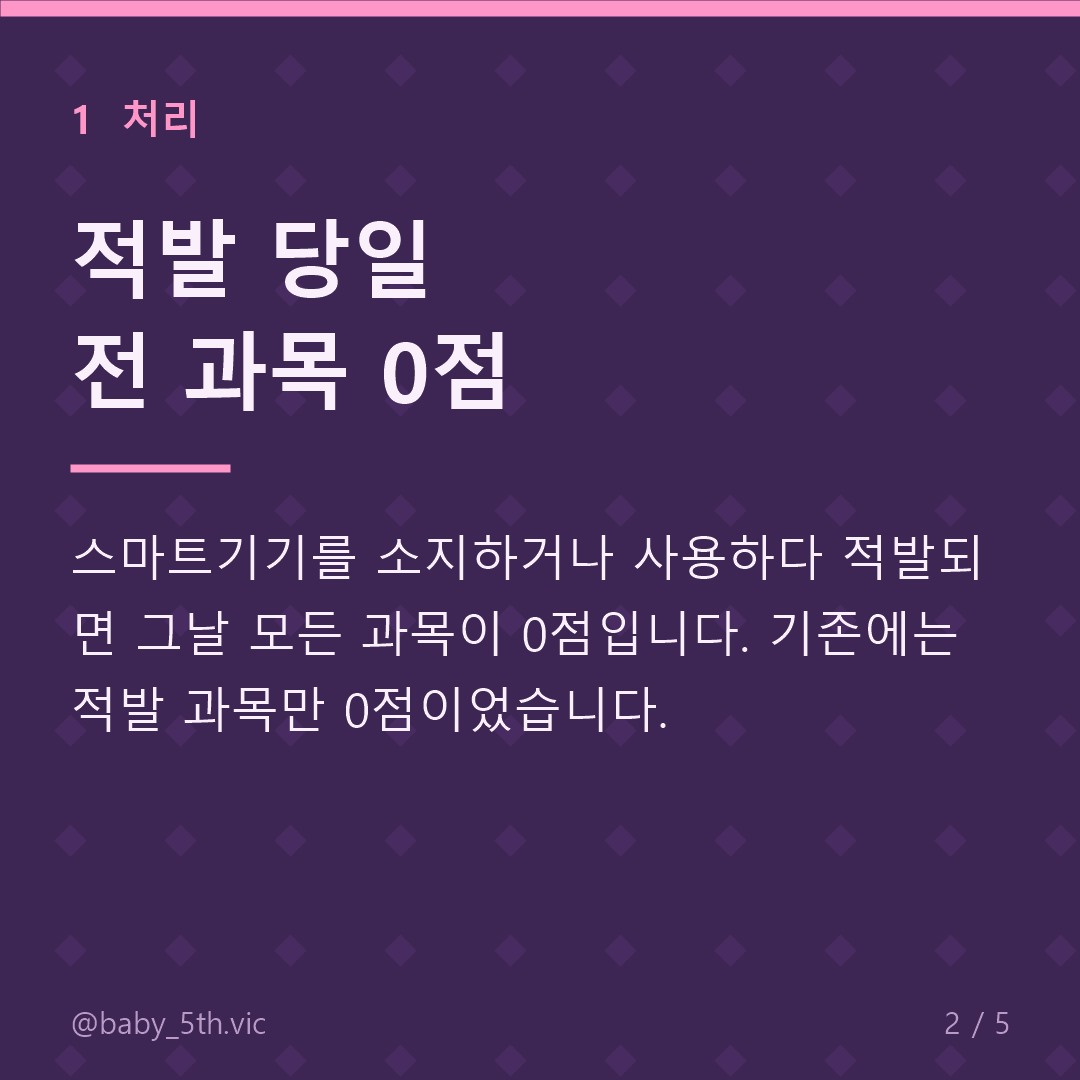 1 처리
적발 당일
전 과목 0점
스마트기기를 소지하거나 사용하다 적발되
면 그날 모든 과목이 0점입니다. 기존에는
적발 과목만 0점이었습니다.
@baby_5th.vic
2 / 5